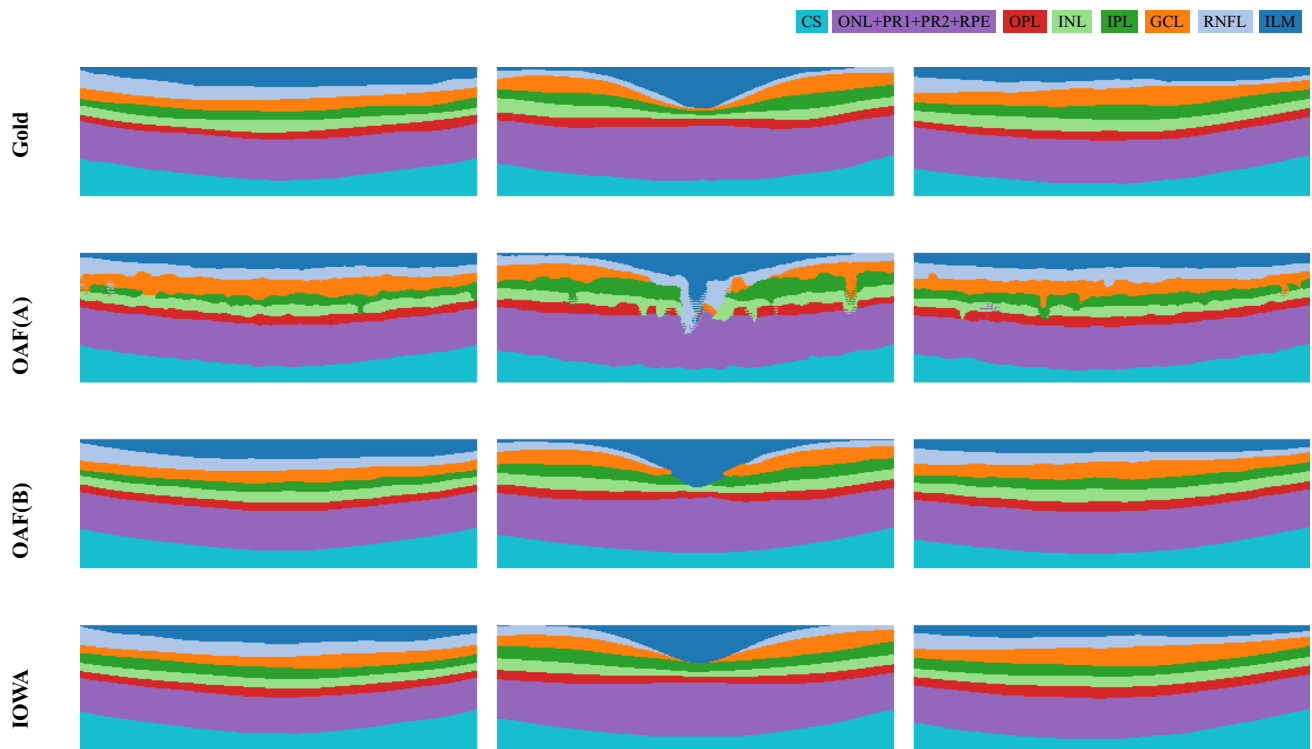 CS ONL+PR1+PR2+RPE OPL INL IPL GCL RNFL ILM
Gold
OAF(A)
OAF(B)
IOWA